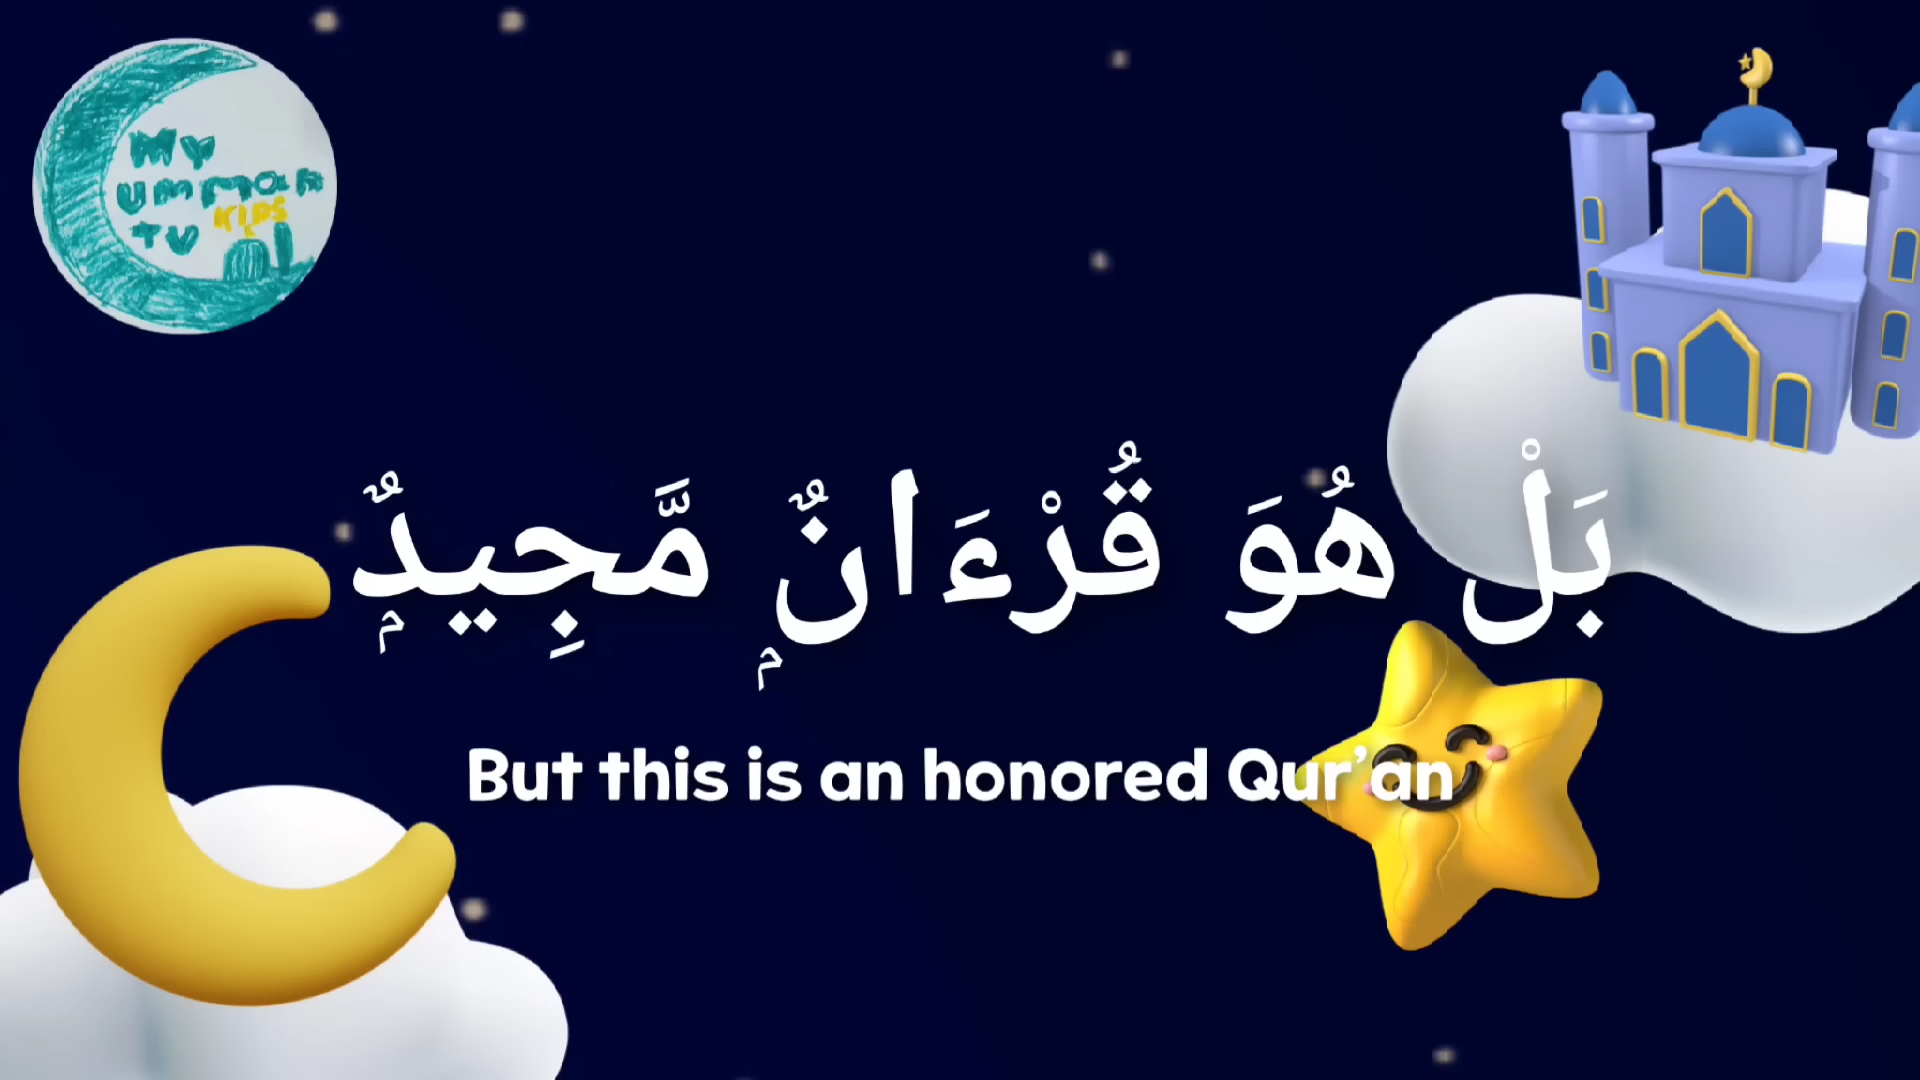 My
ummah
TV KIDS
بَلْ هُوَ قُرْءَانٌۭ مَّجِيدٌۭ
But this is an honored Qur’an